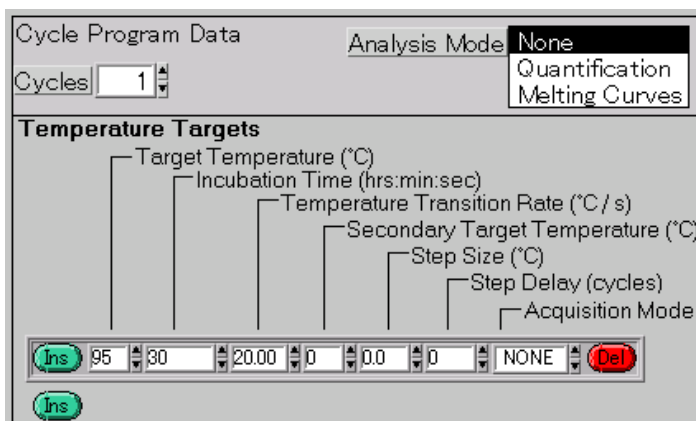 Cycle Program Data
Analysis Mode None
Quantification
Melting Curves
Cycles 1
Temperature Targets
Target Temperature (°C)
Incubation Time (hrs:min:sec)
Temperature Transition Rate (°C / s)
Secondary Target Temperature (°C)
Step Size (°C)
Step Delay (cycles)
Acquisition Mode
Ins 95 30 20.00 0 0.0 0 NONE Del
Ins